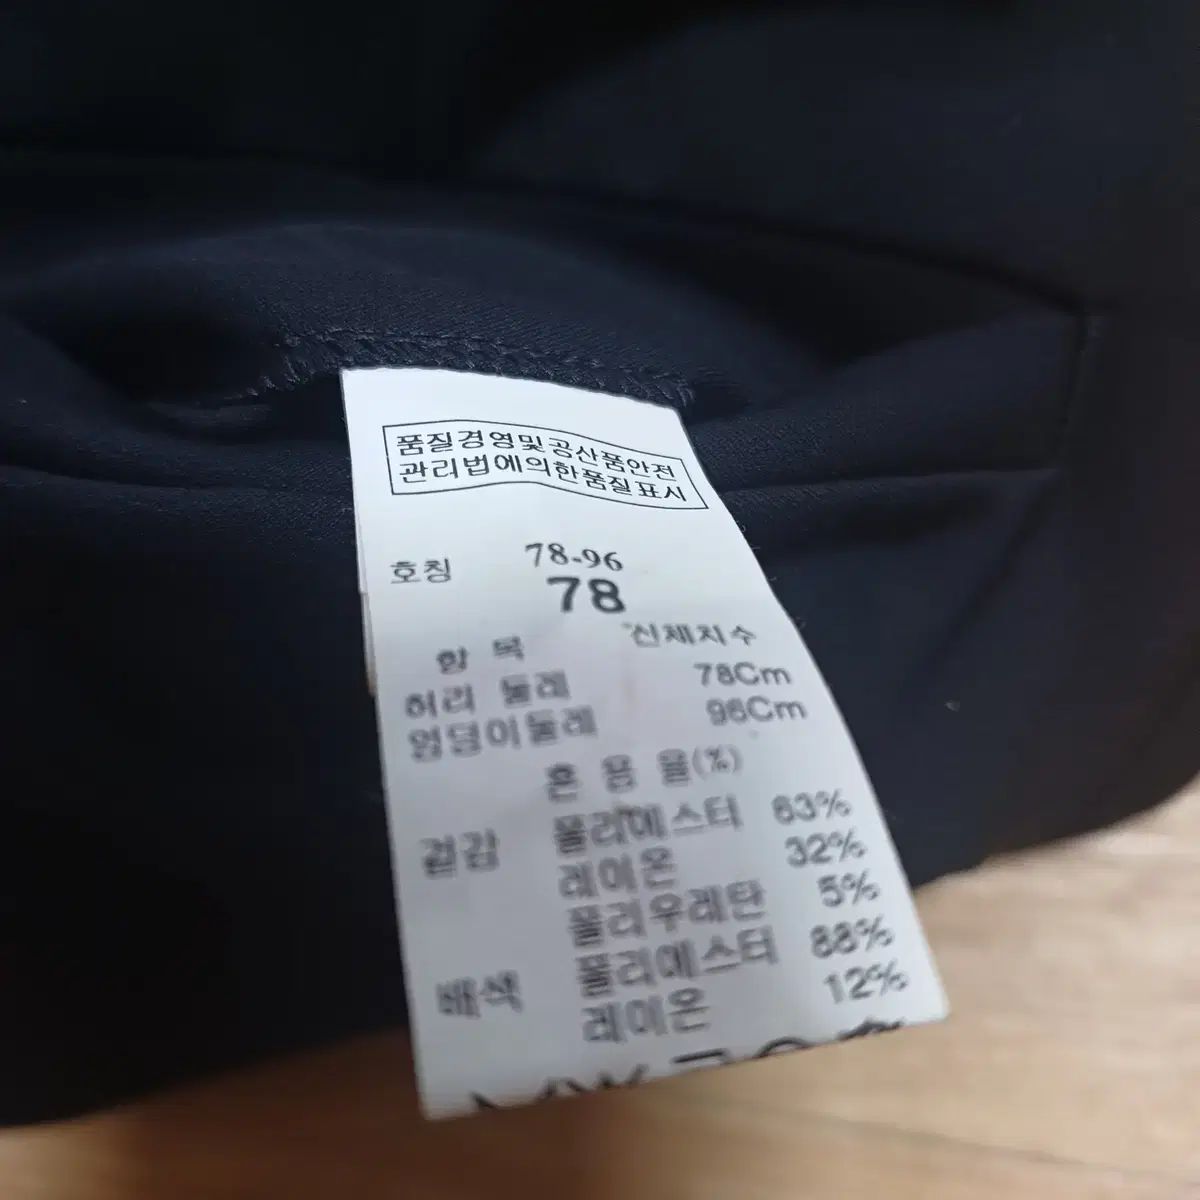 품질경영및공산품안전
관리법에의한품질표시
호칭 78-96
78
항 목 신체치수
허리 둘레 78Cm
엉덩이둘레 96Cm
혼 용 율(%)
겉감 폴리에스터 63%
레이온 32%
폴리우레탄 5%
배색 폴리에스터 88%
레이온 12%